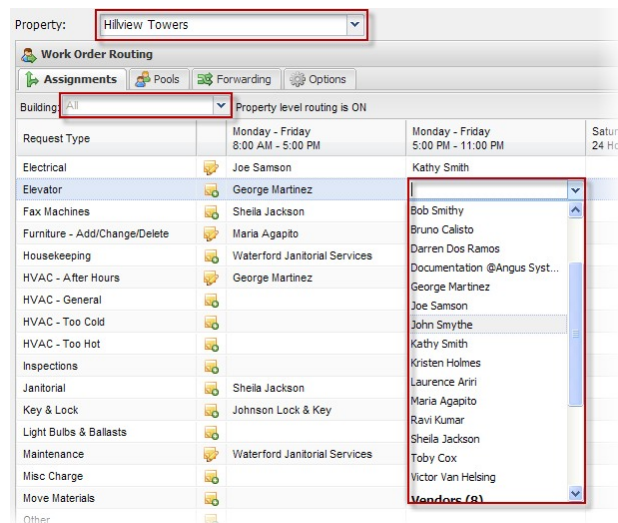 Property: Hillview Towers
Work Order Routing
Assignments Pools Forwarding Options
Building: All Property level routing is ON
Request Type Monday - Friday Monday - Friday
8:00 AM - 5:00 PM 5:00 PM - 11:00 PM 24
Electrical Joe Samson Kathy Smith
Elevator George Martinez
Fax Machines Sheila Jackson Bob Smithy
Furniture - Add/Change/Delete Maria Agapito Bruno Calisto
Housekeeping Waterford Janitorial Services Darren Dos Ramos
HVAC - After Hours George Martinez Documentation @Angus Syst...
HVAC - General George Martinez
HVAC - Too Cold Joe Samson
HVAC - Too Hot John Smythe
Inspections Kathy Smith
Janitorial Sheila Jackson Kristen Holmes
Key & Lock Johnson Lock & Key Laurence Ariri
Light Bulbs & Ballasts Maria Agapito
Maintenance Waterford Janitorial Services Ravi Kumar
Misc Charge Sheila Jackson
Move Materials Toby Cox
Other Victor Van Helsing
Vendors (8)